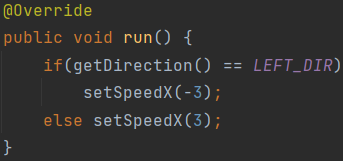 @Override
public void run() {
    if(getDirection() == LEFT_DIR)
        setSpeedX(-3);
    else setSpeedX(3);
}